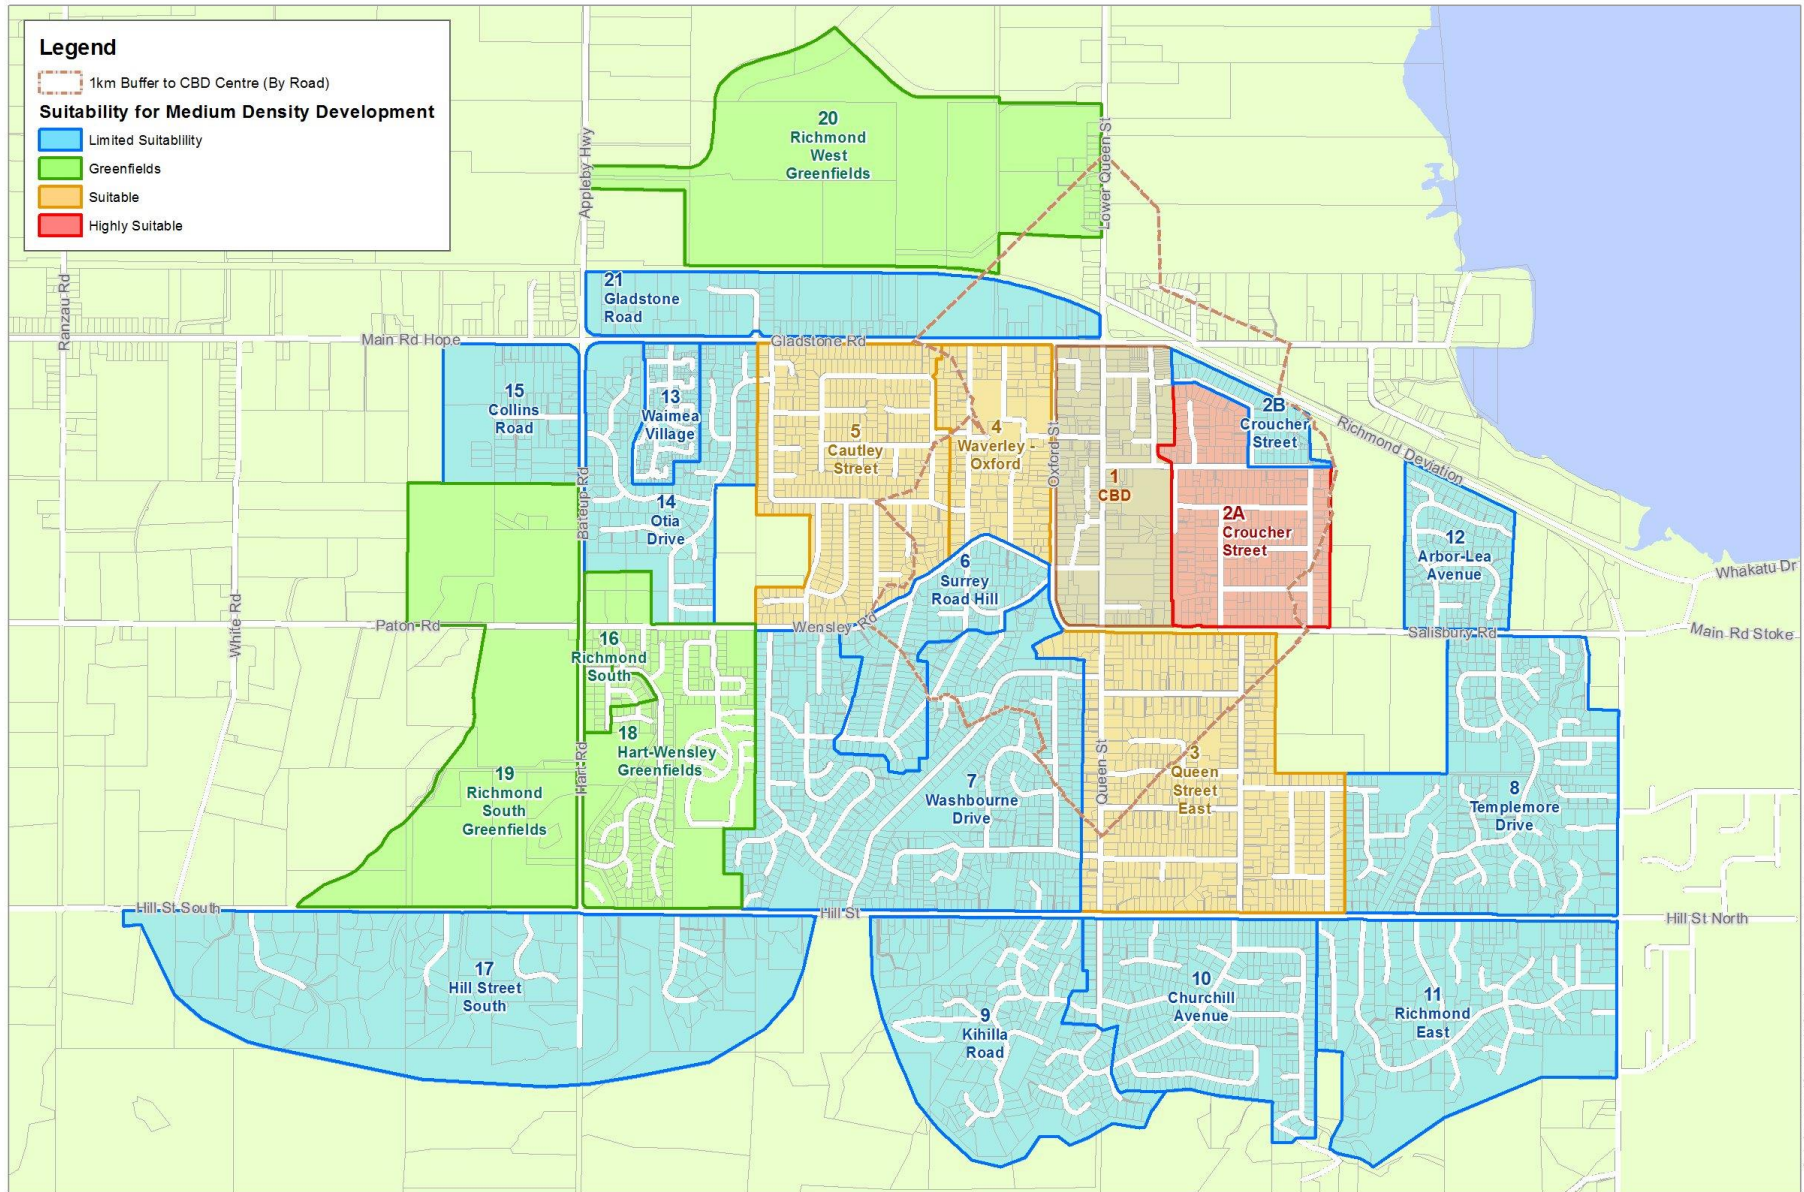 Legend
1km Buffer to CBD Centre (By Road)
Suitability for Medium Density Development
Limited Suitablility
Greenfields
Suitable
Highly Suitable
20
Richmond
West
Greenfields
Appleby Hwy
Lower Queen St
Ranzau Rd
21
Gladstone
Road
Main Rd Hope
Gladstone Rd
15
Collins
Road
13
Waimea
Village
5
Cautley
Street
4
Waverley -
Oxford
Oxford St
1
CBD
2B
Croucher
Street
Richmond Deviation
2A
Croucher
Street
12
Arbor-Lea
Avenue
Whakatu Dr
Bateup Rd
14
Otia
Drive
6
Surrey
Road Hill
White Rd
Paton Rd
Wensley Rd
Salisbury Rd
Main Rd Stoke
16
Richmond
South
18
Hart-Wensley
Greenfields
Hart Rd
19
Richmond
South
Greenfields
7
Washbourne
Drive
Queen St
3
Queen
Street
East
8
Templemore
Drive
Hill St South
Hill St
Hill St North
17
Hill Street
South
9
Kihilla
Road
10
Churchill
Avenue
11
Richmond
East